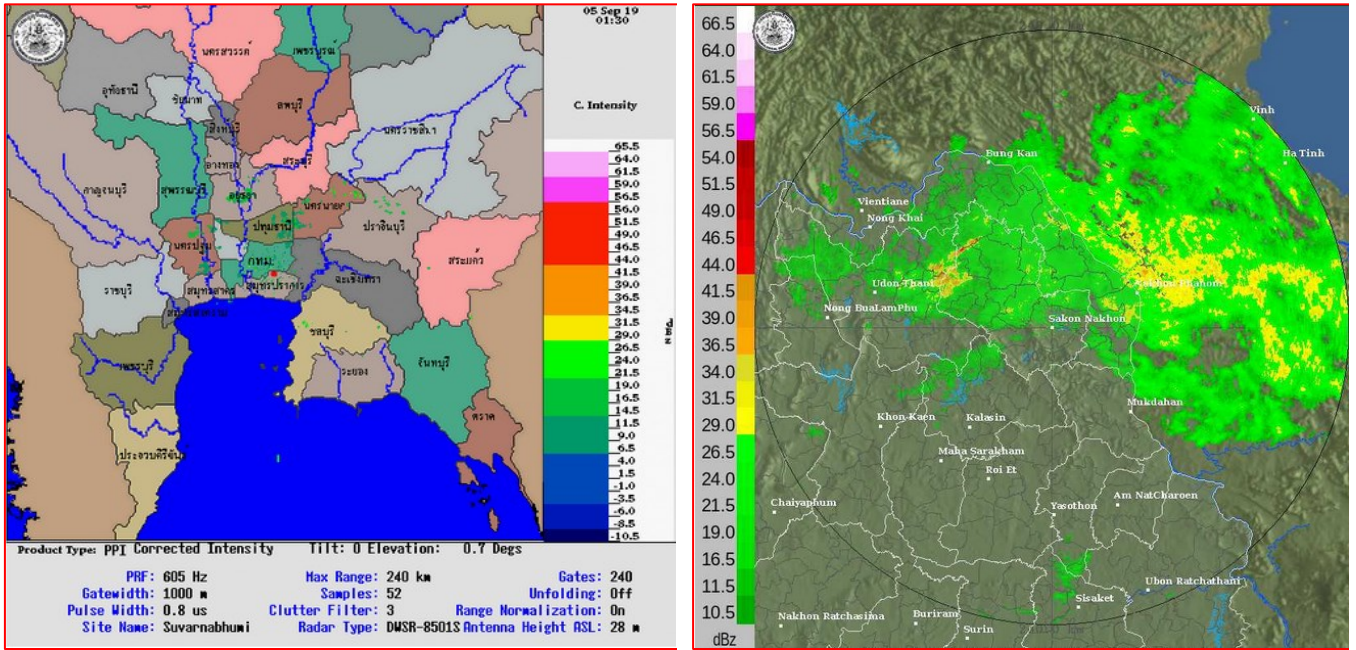 05 Sep 19
01:30
C. Intensity
65.5
64.0
61.5
59.0
56.5
56.0
51.5
49.0
46.5
44.0
41.5
39.0
36.5
34.5
31.5
29.0
26.5
24.0
21.5
19.0
16.5
14.5
11.5
9.0
6.5
4.0
1.5
-1.0
-3.5
-6.0
-8.5
-10.5
นครสวรรค์
เพชรบูรณ์
อุทัยธานี
ชัยนาท
ลพบุรี
สิงห์บุรี
นครราชสีมา
อ่างทอง
สระบุรี
กาญจนบุรี
สุพรรณบุรี
อยุธยา
นครนายก
ปทุมธานี
ปราจีนบุรี
นครปฐม
กทม.
สระแก้ว
ราชบุรี
สมุทรสาคร
สมุทรปราการ
ฉะเชิงเทรา
ชลบุรี
เพชรบุรี
ระยอง
จันทบุรี
ตราด
ประจวบคีรีขันธ์
Product Type: PPI Corrected Intensity Tilt: 0 Elevation: 0.7 Degs
PRF: 605 Hz Max Range: 240 km Gates: 240
Gatewidth: 1000 m Samples: 52 Unfolding: Off
Pulse Width: 0.8 us Clutter Filter: 3 Range Normalization: On
Site Name: Suvarnabhumi Radar Type: DWSR-8501S Antenna Height ASL: 28 m
66.5
64.0
61.5
59.0
56.5
54.0
51.5
49.0
46.5
44.0
41.5
39.0
36.5
34.0
31.5
29.0
26.5
24.0
21.5
19.0
16.5
11.5
10.5
dBz
Vinh
Ha Tinh
Bung Kan
Vientiane
Nong Khai
Udon Thani
Nakhon Phanom
Nong BuaLamPhu
Sakon Nakhon
Mukdahan
Khon-Kaen
Kalasin
Maha Sarakham
Roi Et
Chaiyaphum
Yasothon
Am NatCharoen
Ubon Ratchathani
Sisaket
Nakhon Ratchasima
Buriram
Surin